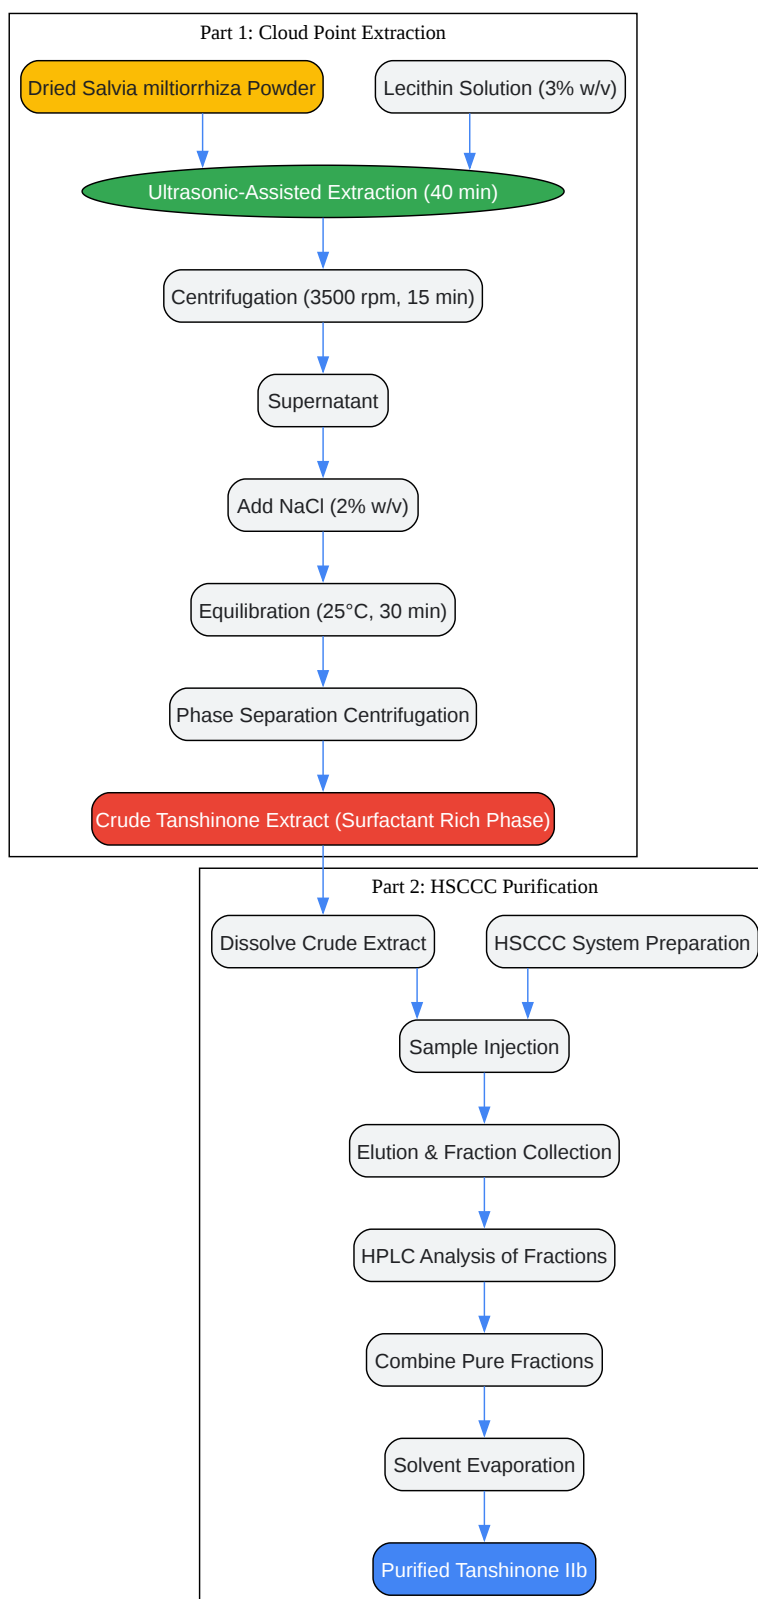 Part 1: Cloud Point Extraction
Dried Salvia miltiorrhiza Powder
Lecithin Solution (3% w/v)
Ultrasonic-Assisted Extraction (40 min)
Centrifugation (3500 rpm, 15 min)
Supernatant
Add NaCl (2% w/v)
Equilibration (25°C, 30 min)
Phase Separation Centrifugation
Crude Tanshinone Extract (Surfactant Rich Phase)
Part 2: HSCCC Purification
Dissolve Crude Extract
HSCCC System Preparation
Sample Injection
Elution & Fraction Collection
HPLC Analysis of Fractions
Combine Pure Fractions
Solvent Evaporation
Purified Tanshinone IIb